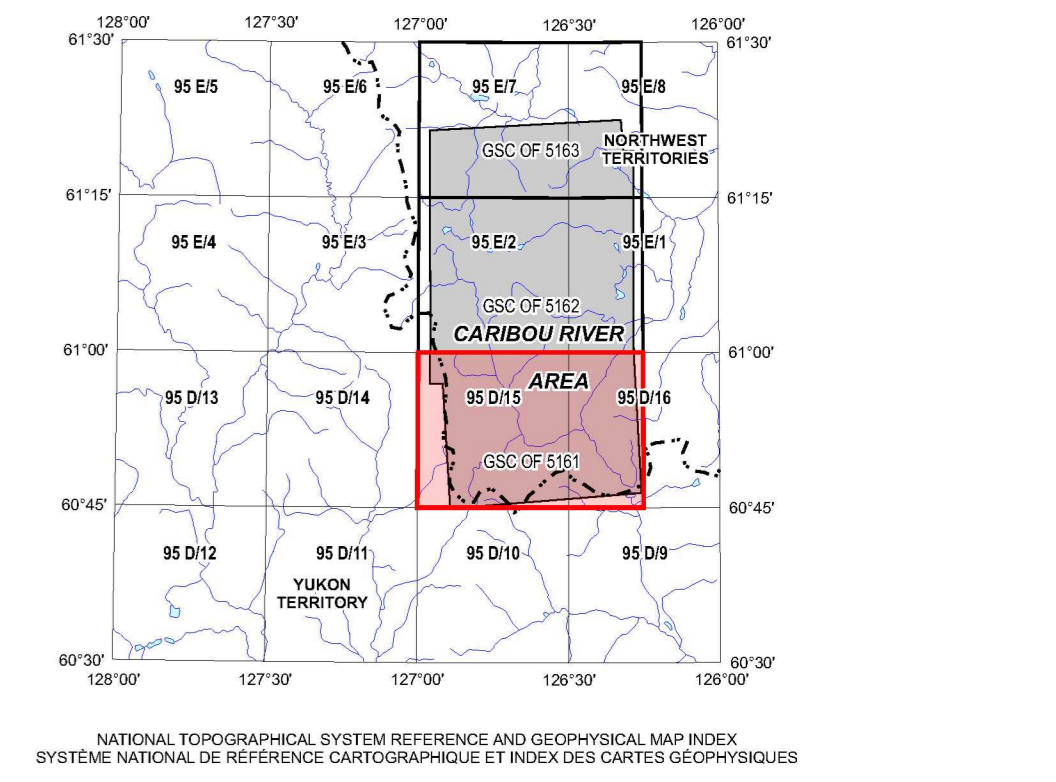 128°00' 127°30' 127°00' 126°30' 126°00'
61°30' 61°30'
95 E/5 95 E/6 95 E/7 95 E/8
GSC OF 5163
NORTHWEST
TERRITORIES
61°15' 61°15'
95 E/4 95 E/3 95 E/2 95 E/1
GSC OF 5162
CARIBOU RIVER
61°00' 61°00'
AREA
95 D/13 95 D/14 95 D/15 95 D/16
GSC OF 5161
60°45' 60°45'
95 D/12 95 D/11 95 D/10 95 D/9
YUKON
TERRITORY
60°30' 60°30'
128°00' 127°30' 127°00' 126°30' 126°00'
NATIONAL TOPOGRAPHICAL SYSTEM REFERENCE AND GEOPHYSICAL MAP INDEX
SYSTÈME NATIONAL DE RÉFÉRENCE CARTOGRAPHIQUE ET INDEX DES CARTES GÉOPHYSIQUES